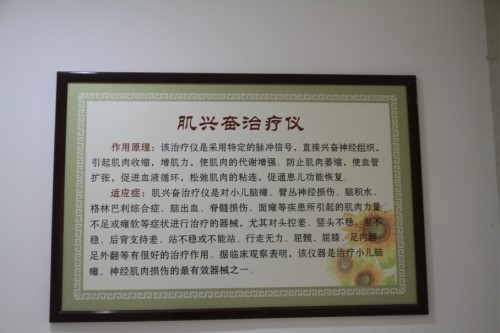 肌兴奋治疗仪
作用原理：该治疗仪是采用特定的脉冲信号，直接兴奋神经组织，
引起肌肉收缩，增肌力，使肌肉的代谢增强。防止肌肉萎缩，使血管
扩张，促进血液循环，松弛肌肉的粘连，促通患儿功能恢复。
适应症：肌兴奋治疗仪是对小儿脑瘫、臂丛神经损伤、脑积水、
格林巴利综合症、脑出血、脊髓损伤、面瘫等疾患所引起的肌肉力量
不足或瘫软等症状进行治疗的器械，尤其对头控差、竖头不稳、坐不
稳、后背支持差、站不稳或不能站、行走无力、屈髋、屈膝、足内翻、
足外翻等有很好的治疗作用。据临床观察表明，该仪器是治疗小儿脑
瘫、神经肌肉损伤的最有效器械之一。